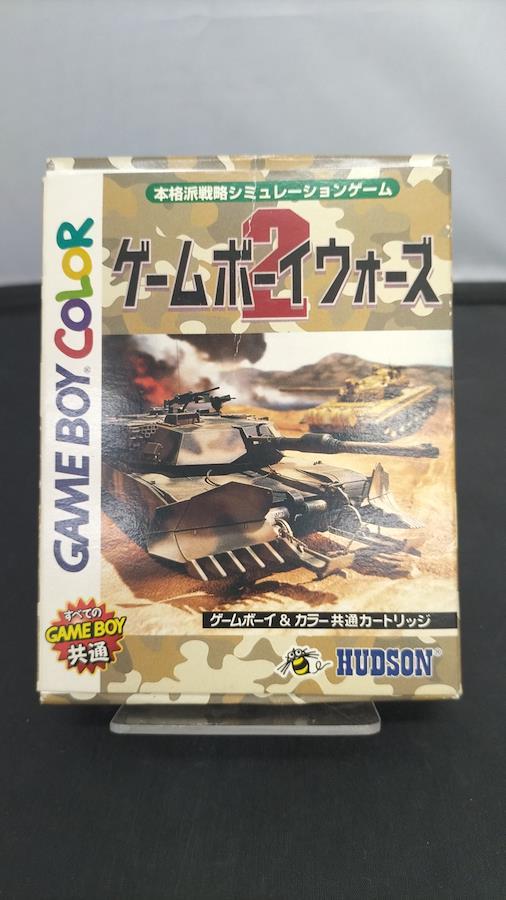 本格派戦略シミュレーションゲーム
ゲームボーイウォーズ
2
GAME BOY COLOR
すべての
GAME BOY
共通
ゲームボーイ & カラー共通カートリッジ
HUDSON®